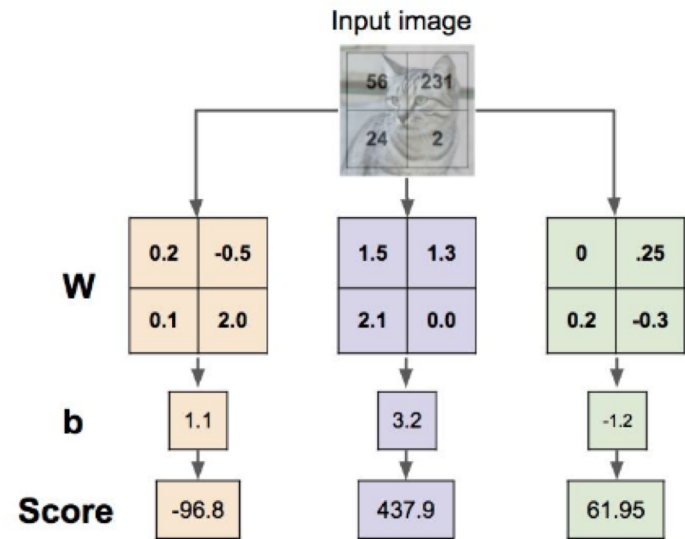 Input image
56 231
24 2
W
0.2 -0.5 1.5 1.3 0 .25
0.1 2.0 2.1 0.0 0.2 -0.3
b 1.1 3.2 -1.2
Score -96.8 437.9 61.95